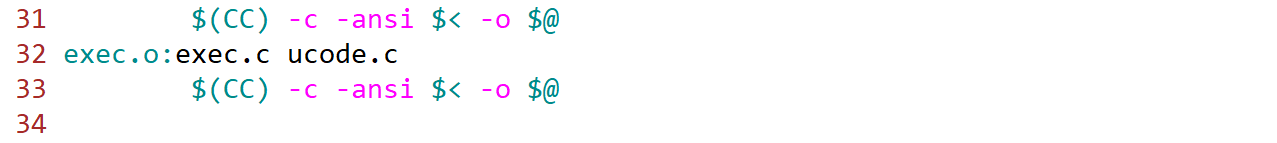 31         $(CC) -c -ansi $< -o $@
32 exec.o:exec.c ucode.c
33         $(CC) -c -ansi $< -o $@
34